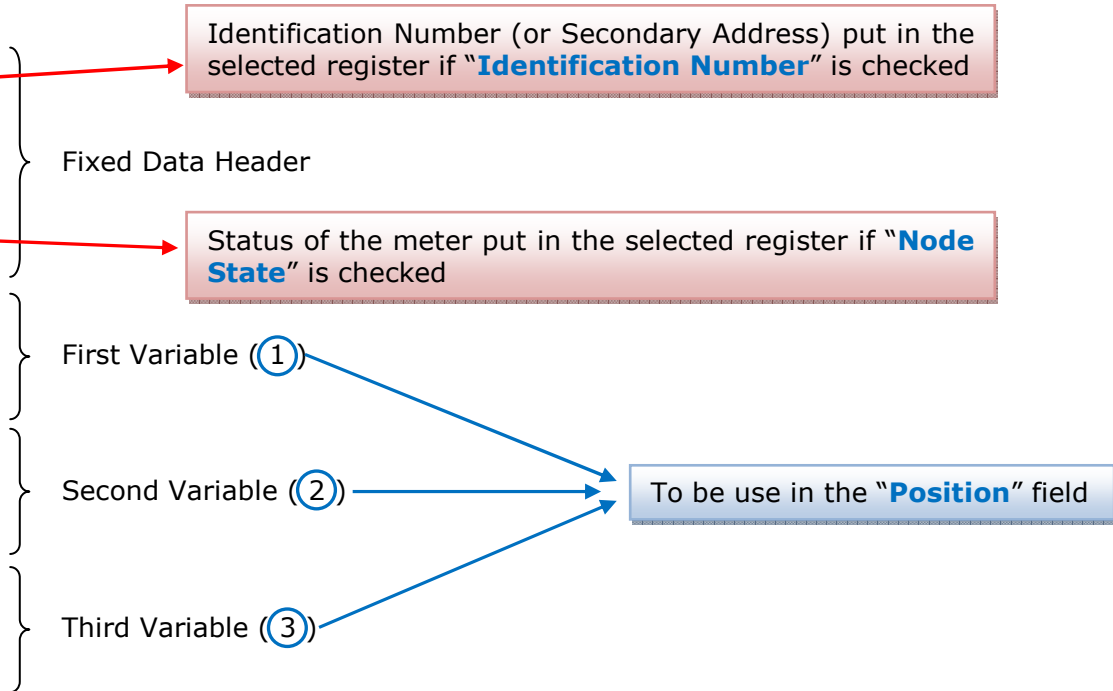 Identification Number (or Secondary Address) put in the
selected register if “Identification Number” is checked
Fixed Data Header
Status of the meter put in the selected register if “Node
State” is checked
First Variable (1)
Second Variable (2)
To be use in the “Position” field
Third Variable (3)